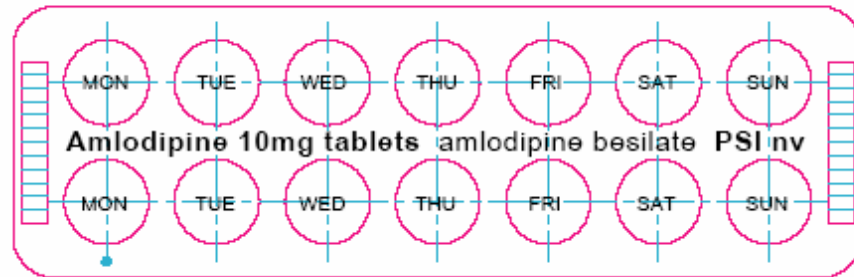 MON TUE WED THU FRI SAT SUN
Amlodipine 10mg tablets amlodipine besilate PSI nv
MON TUE WED THU FRI SAT SUN